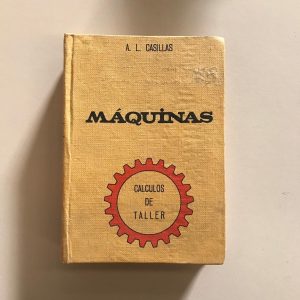 A. L. CASILLAS
MÁQUINAS
CALCULOS
DE
TALLER